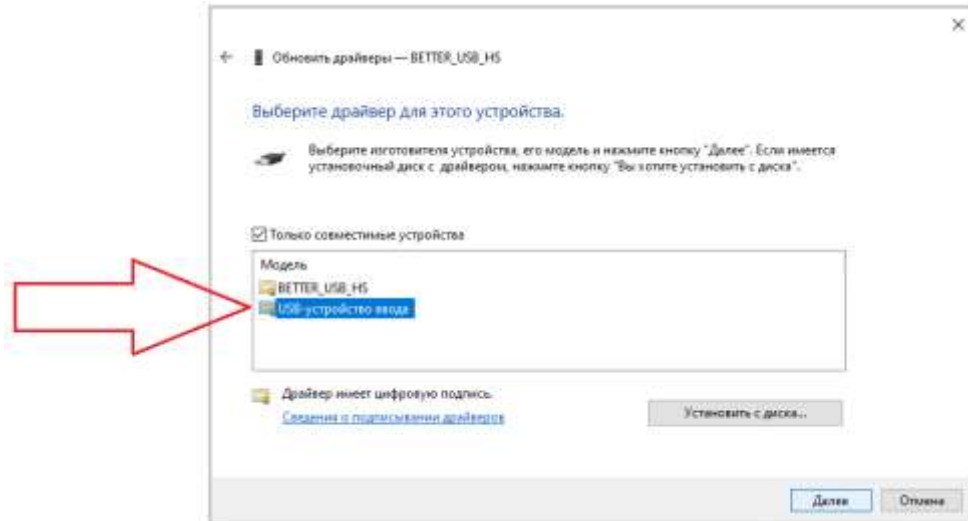 Обновить драйверы — BETTER_USB_HS
Выберите драйвер для этого устройства.
Выберите изготовителя устройства, его модель и нажмите кнопку "Далее". Если имеется
установочный диск с драйвером, нажмите кнопку "Вы хотите установить с диска".
Только совместимые устройства
Модель
BETTER_USB_HS
USB-устройство ввода
Драйвер имеет цифровую подпись.
Сведения о подписывании драйверов
Установить с диска...
Далее
Отмена